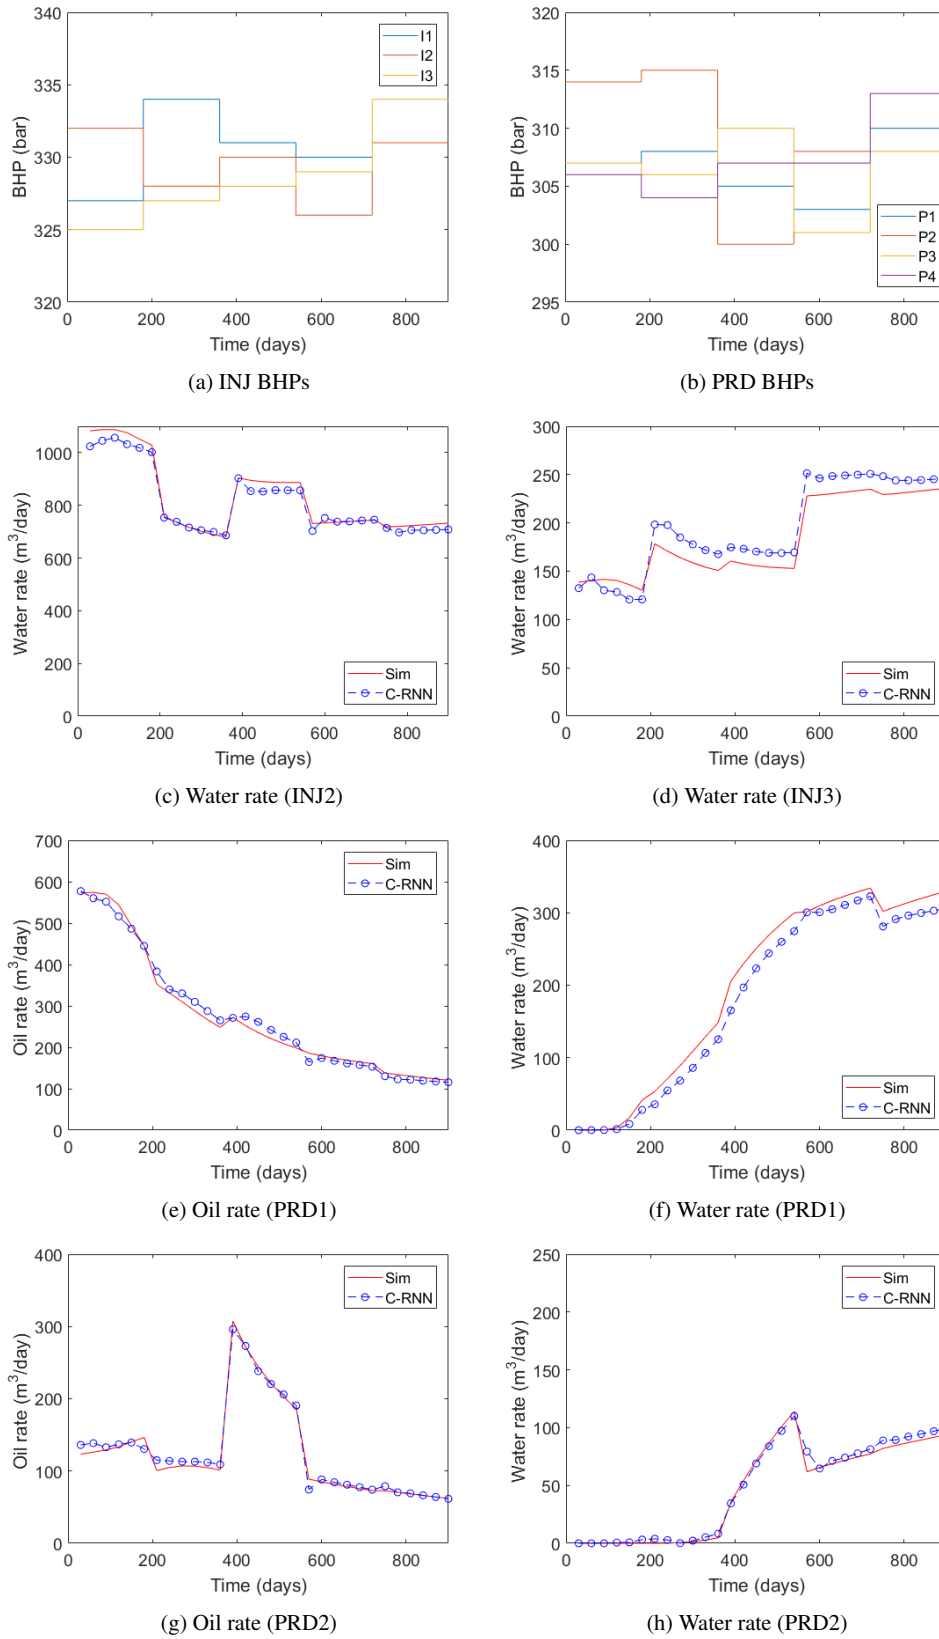 340
335
330
325
320
BHP (bar)
I1
I2
I3
0 200 400 600 800
Time (days)
(a) INJ BHPs
320
315
310
305
300
295
BHP (bar)
P1
P2
P3
P4
0 200 400 600 800
Time (days)
(b) PRD BHPs
1000
800
600
400
200
0
Water rate (m³/day)
Sim
C-RNN
0 200 400 600 800
Time (days)
(c) Water rate (INJ2)
300
250
200
150
100
50
0
Water rate (m³/day)
Sim
C-RNN
0 200 400 600 800
Time (days)
(d) Water rate (INJ3)
700
600
500
400
300
200
100
0
Oil rate (m³/day)
Sim
C-RNN
0 200 400 600 800
Time (days)
(e) Oil rate (PRD1)
400
300
200
100
0
Water rate (m³/day)
Sim
C-RNN
0 200 400 600 800
Time (days)
(f) Water rate (PRD1)
400
300
200
100
0
Oil rate (m³/day)
Sim
C-RNN
0 200 400 600 800
Time (days)
(g) Oil rate (PRD2)
250
200
150
100
50
0
Water rate (m³/day)
Sim
C-RNN
0 200 400 600 800
Time (days)
(h) Water rate (PRD2)